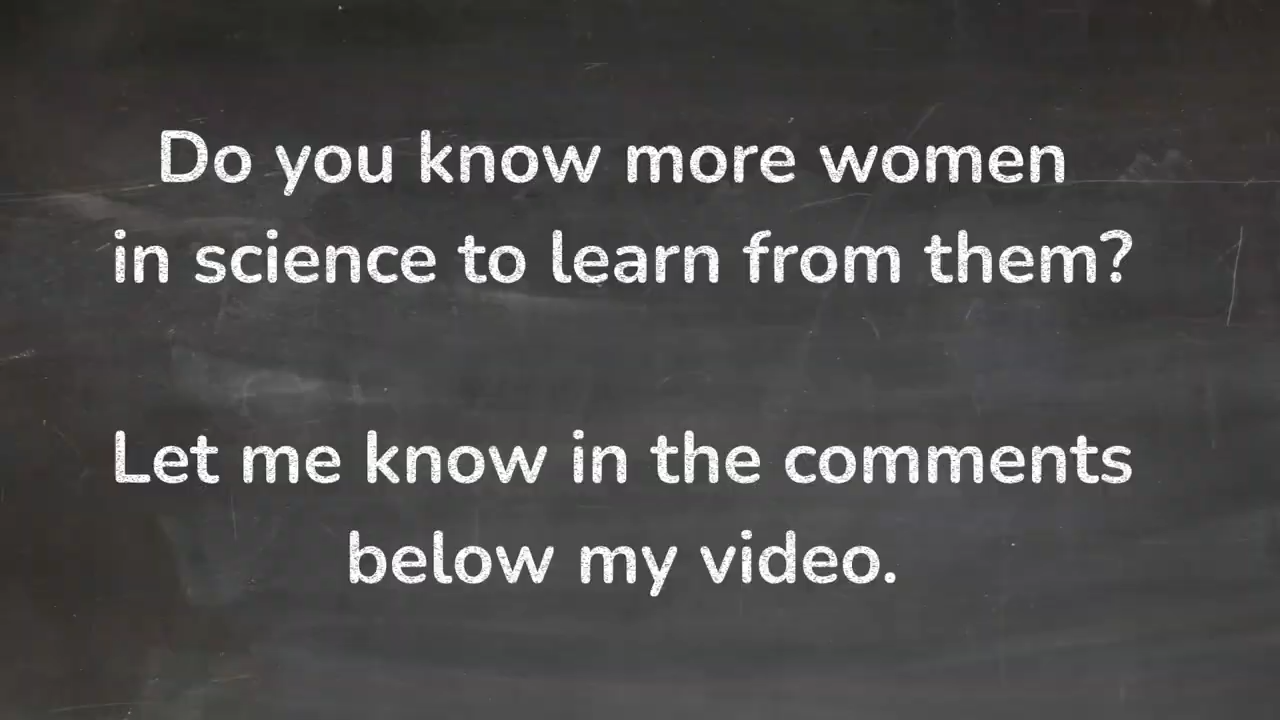 Do you know more women
in science to learn from them?
Let me know in the comments
below my video.